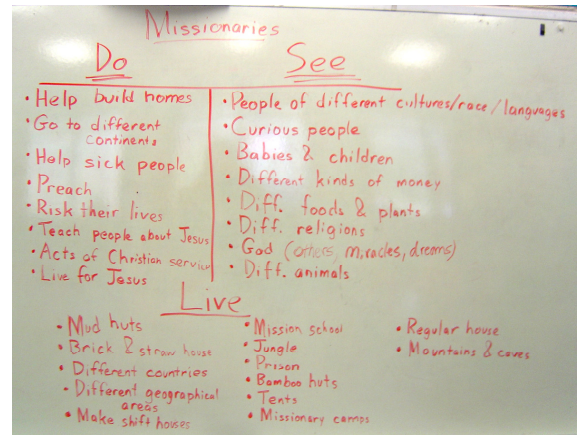 Missionaries
Do
• Help build homes
• Go to different
continents
• Help sick people
• Preach
• Risk their lives
• Teach people about Jesus
• Acts of Christian service
• Live for Jesus
See
• People of different cultures/race/languages
• Curious people
• Babies & children
• Different kinds of money
• Diff. foods & plants
• Diff. religions
• God (others, miracles, dreams)
• Diff. animals
Live
• Mud huts
• Brick & straw house
• Different countries
• Different geographical
areas
• Make shift houses
• Mission school
• Jungle
• Prison
• Bamboo huts
• Tents
• Missionary camps
• Regular house
• Mountains & caves